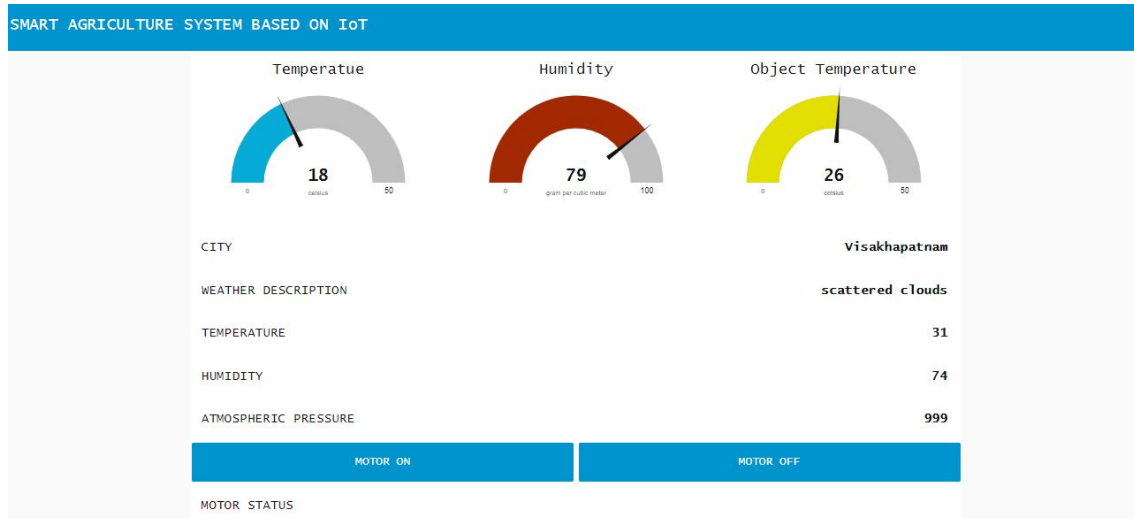 SMART AGRICULTURE SYSTEM BASED ON IoT
Temperatue Humidity Object Temperature
18 79 26
0 celsius 50 0 gram per cubic meter 100 0 celsius 50
CITY Visakhapatnam
WEATHER DESCRIPTION scattered clouds
TEMPERATURE 31
HUMIDITY 74
ATMOSPHERIC PRESSURE 999
MOTOR ON MOTOR OFF
MOTOR STATUS